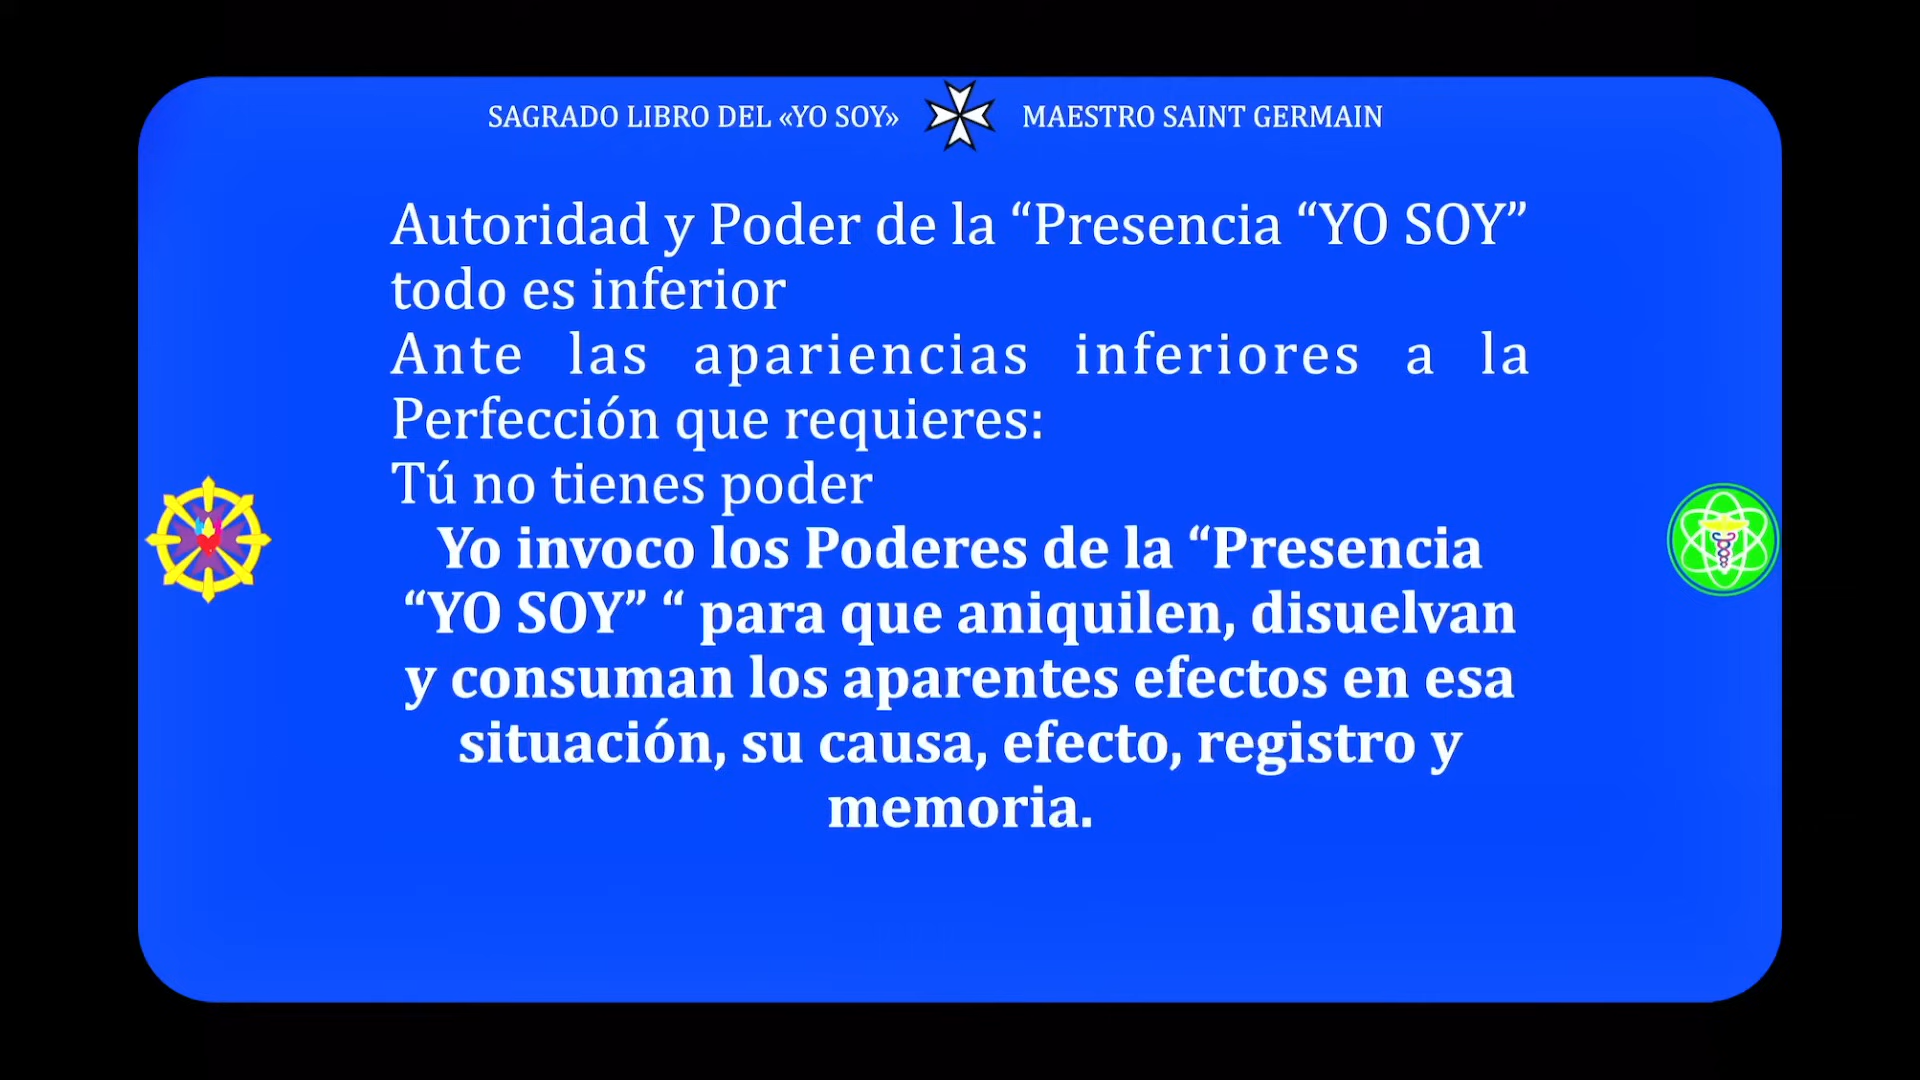 SAGRADO LIBRO DEL «YO SOY» MAESTRO SAINT GERMAIN
Autoridad y Poder de la “Presencia “YO SOY”
todo es inferior
Ante las apariencias inferiores a la
Perfección que requieres:
Tú no tienes poder
Yo invoco los Poderes de la “Presencia
“YO SOY” “ para que aniquilen, disuelvan
y consuman los aparentes efectos en esa
situación, su causa, efecto, registro y
memoria.